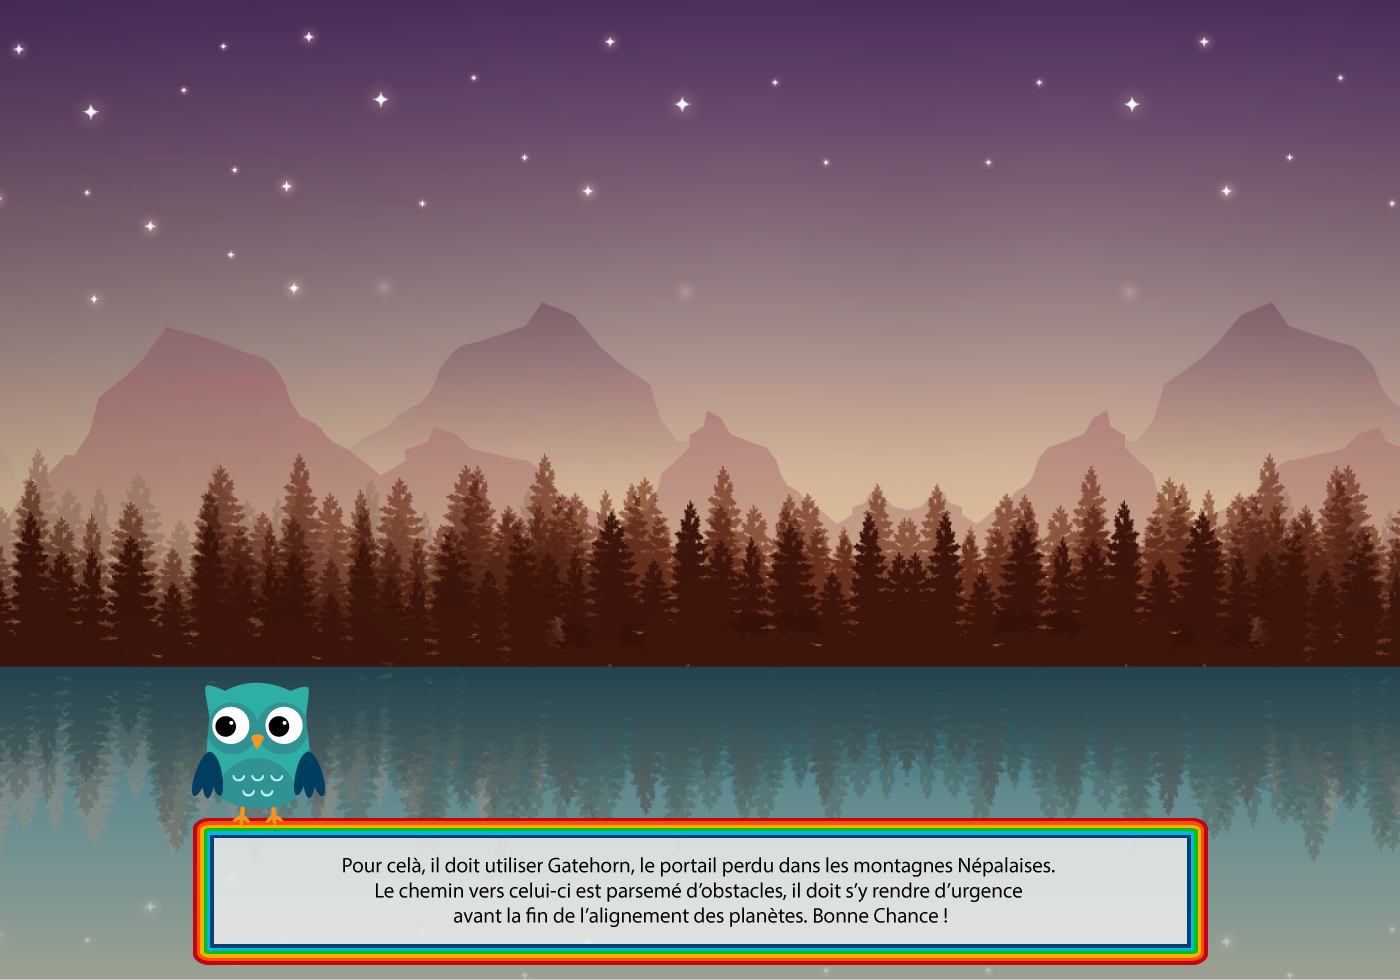 Pour celà, il doit utiliser Gatehorn, le portail perdu dans les montagnes Népalaises.
Le chemin vers celui-ci est parsemé d’obstacles, il doit s’y rendre d’urgence
avant la fin de l’alignement des planètes. Bonne Chance !